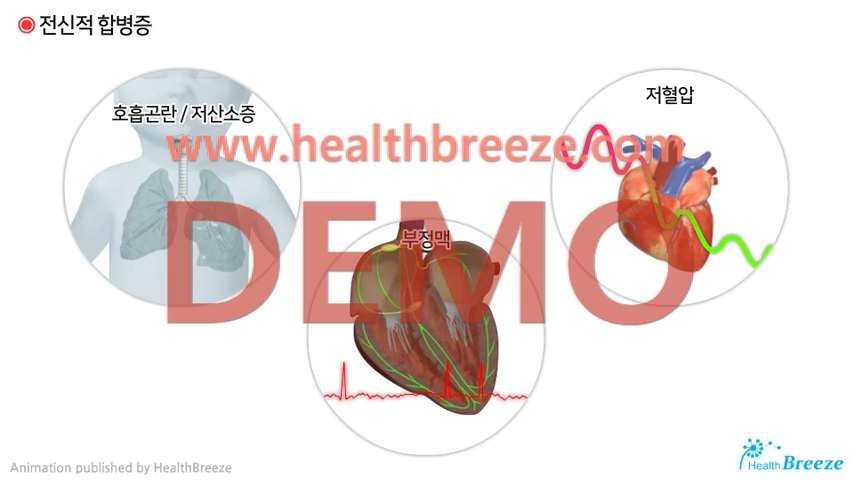 전신적 합병증
호흡곤란 / 저산소증
저혈압
www.healthbreeze.com
DEMO
부정맥
Animation published by HealthBreeze
Health Breeze